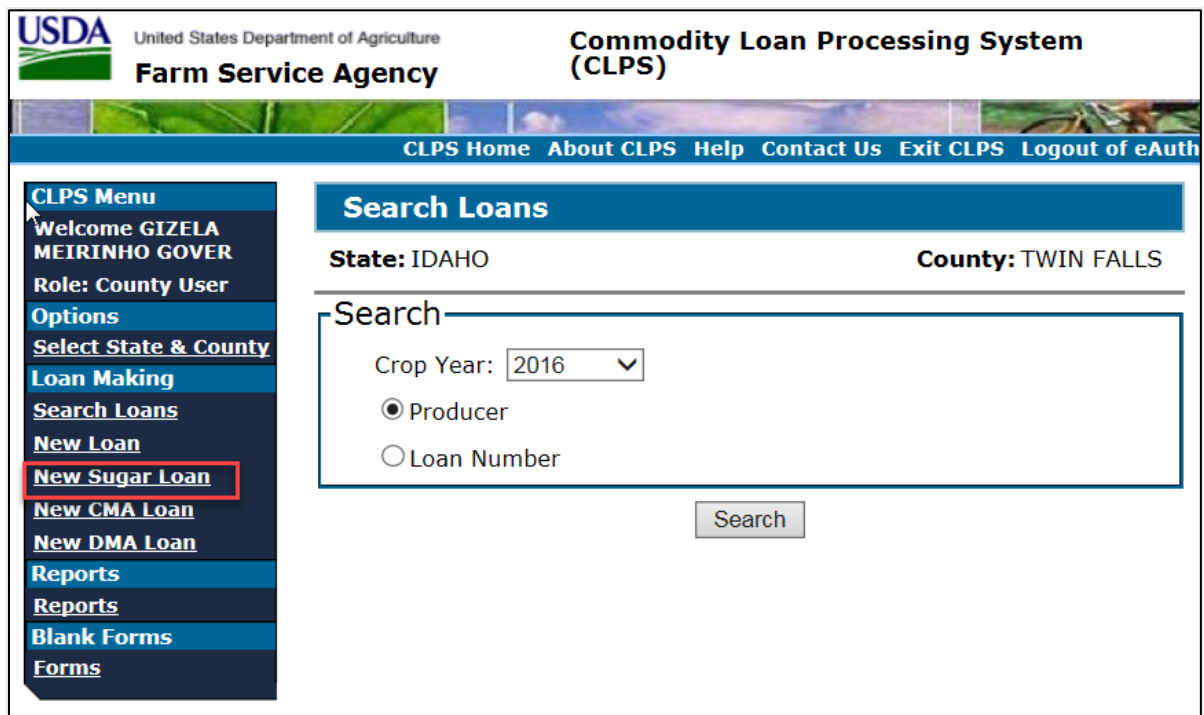 USDA
United States Department of Agriculture
Farm Service Agency
Commodity Loan Processing System
(CLPS)
CLPS Home About CLPS Help Contact Us Exit CLPS Logout of eAuth
CLPS Menu
Welcome GIZELA
MEIRINHO GOVER
Role: County User
Options
Select State & County
Loan Making
Search Loans
New Loan
New Sugar Loan
New CMA Loan
New DMA Loan
Reports
Reports
Blank Forms
Forms
Search Loans
State: IDAHO County: TWIN FALLS
Search
Crop Year: 2016
Producer
Loan Number
Search